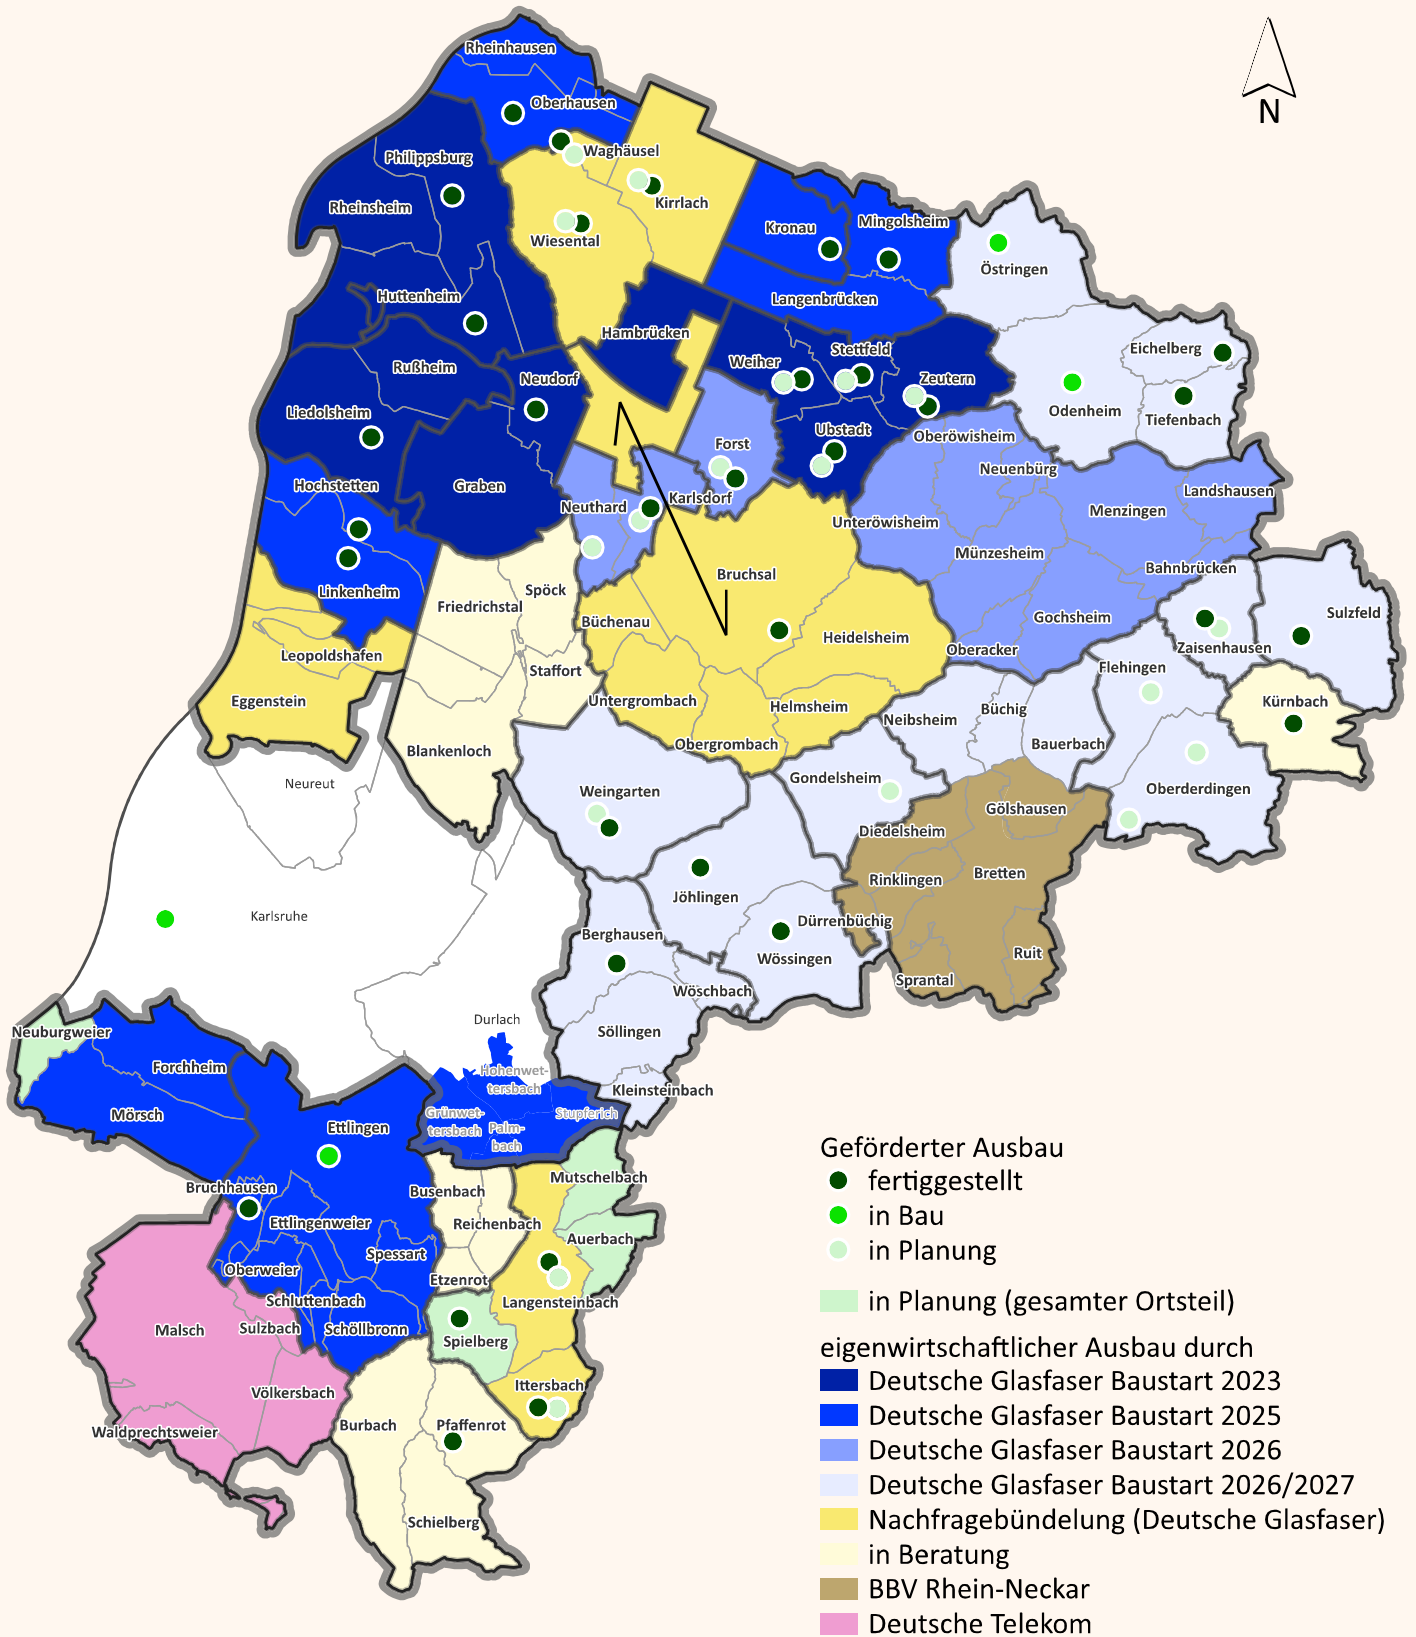 Rheinhausen
Oberhausen
N
Philippsburg
Waghäusel
Rheinsheim
Kirrlach
Wiesental
Kronau
Mingolsheim
Östringen
Huttenheim
Langenbrücken
Hambrücken
Rußheim
Neudorf
Weiher
Stettfeld
Zeutern
Eichelberg
Liedolsheim
Odenheim
Tiefenbach
Ubstadt
Oberöwisheim
Forst
Neuenbürg
Hochstetten
Graben
Karlsdorf
Landshausen
Neuthard
Unteröwisheim
Menzingen
Münzesheim
Bahnbrücken
Bruchsal
Linkenheim
Friedrichstal
Spöck
Büchenau
Heidelsheim
Gochsheim
Sulzfeld
Oberacker
Zaisenhausen
Leopoldshafen
Staffort
Flehingen
Eggenstein
Untergrombach
Helmsheim
Neibsheim
Büchig
Kürnbach
Blankenloch
Obergrombach
Bauerbach
Neureut
Weingarten
Gondelsheim
Oberderdingen
Gölshausen
Diedelsheim
Rinklingen
Bretten
Jöhlingen
Karlsruhe
Dürrenbüchig
Berghausen
Wössingen
Ruit
Sprantal
Wöschbach
Durlach
Söllingen
Neuburgweier
Forchheim
Hohenwet-
tersbach
Kleinsteinbach
Mörsch
Grünwet-
tersbach
Palm-
bach
Stupferich
Ettlingen
Geförderter Ausbau
fertiggestellt
in Bau
in Planung
in Planung (gesamter Ortsteil)
Bruchhausen
Busenbach
Mutschelbach
Ettlingenweier
Reichenbach
Auerbach
Spessart
Oberweier
Etzenrot
Schluttenbach
Langensteinbach
Malsch
Sulzbach
Schöllbronn
Spielberg
Völkersbach
Ittersbach
Waldprechtsweier
Burbach
Pfaffenrot
Schielberg
eigenwirtschaftlicher Ausbau durch
Deutsche Glasfaser Baustart 2023
Deutsche Glasfaser Baustart 2025
Deutsche Glasfaser Baustart 2026
Deutsche Glasfaser Baustart 2026/2027
Nachfragebündelung (Deutsche Glasfaser)
in Beratung
BBV Rhein-Neckar
Deutsche Telekom